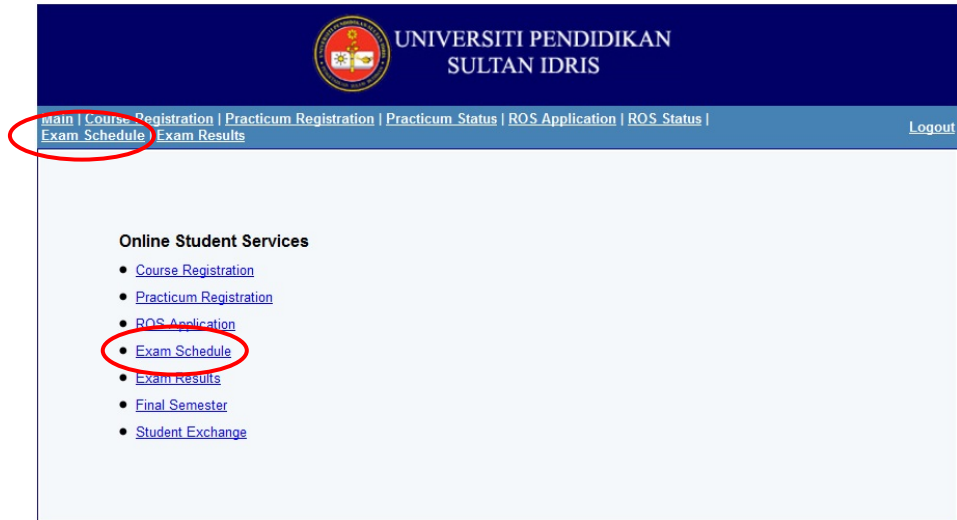 UNIVERSITI PENDIDIKAN
SULTAN IDRIS
Main | Course Registration | Practicum Registration | Practicum Status | ROS Application | ROS Status |
Exam Schedule | Exam Results
Logout
Online Student Services
Course Registration
Practicum Registration
ROS Application
Exam Schedule
Exam Results
Final Semester
Student Exchange